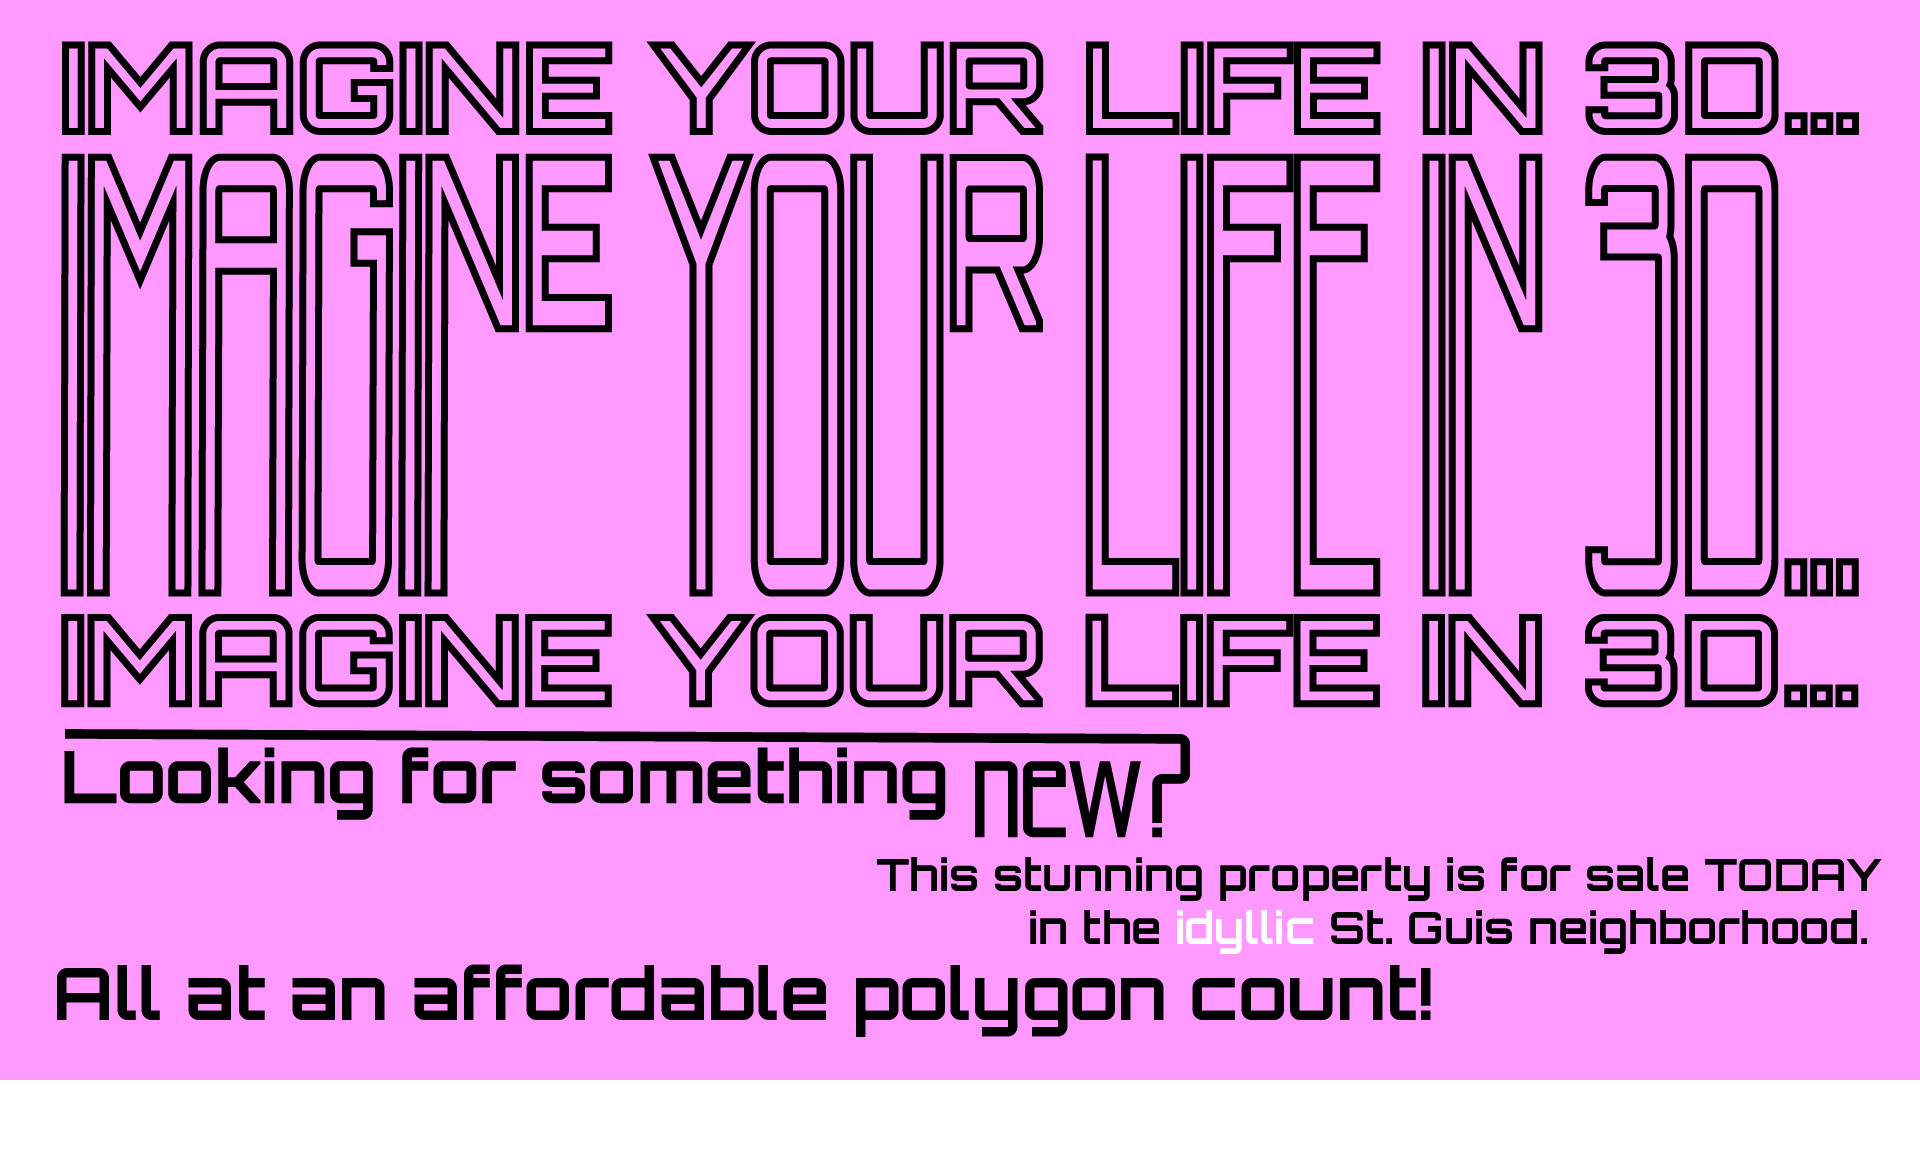 IMAGINE YOUR LIFE IN 3D...
IMAGINE YOUR LIFE IN 3D...
IMAGINE YOUR LIFE IN 3D...
Looking for something new?
This stunning property is for sale TODAY
in the idyllic St. Guis neighborhood.
All at an affordable polygon count!